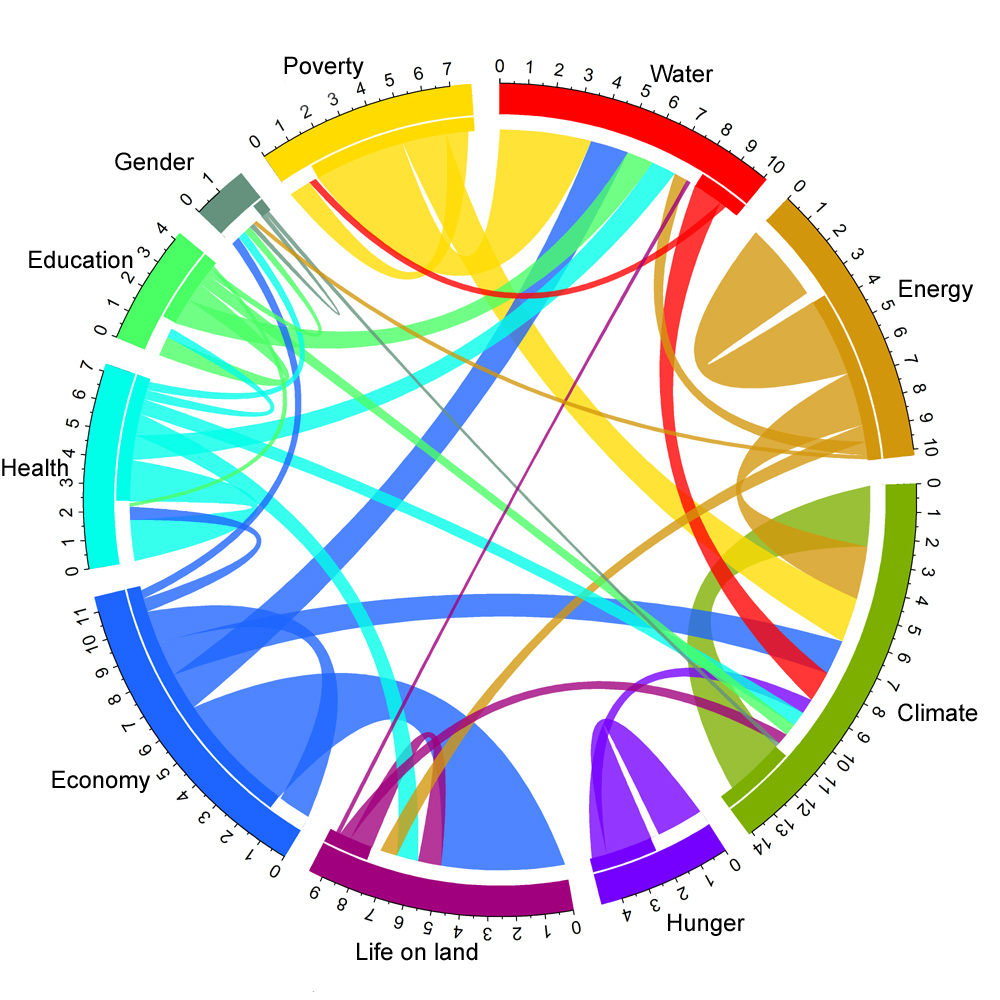 Poverty
0 1 2 3 4 5 6 7
Water
0 1 2 3 4 5 6 7 8 9 10
Energy
0 1 2 3 4 5 6 7 8 9 10
Climate
0 1 2 3 4 5 6 7 8 9 10 11 12 13 14
Hunger
0 1 2 3 4
Life on land
0 1 2 3 4 5 6 7 8 9
Economy
0 1 2 3 4 5 6 7 8 9 10 11
Health
0 1 2 3 4 5 6 7
Education
0 1 2 3 4
Gender
0 1